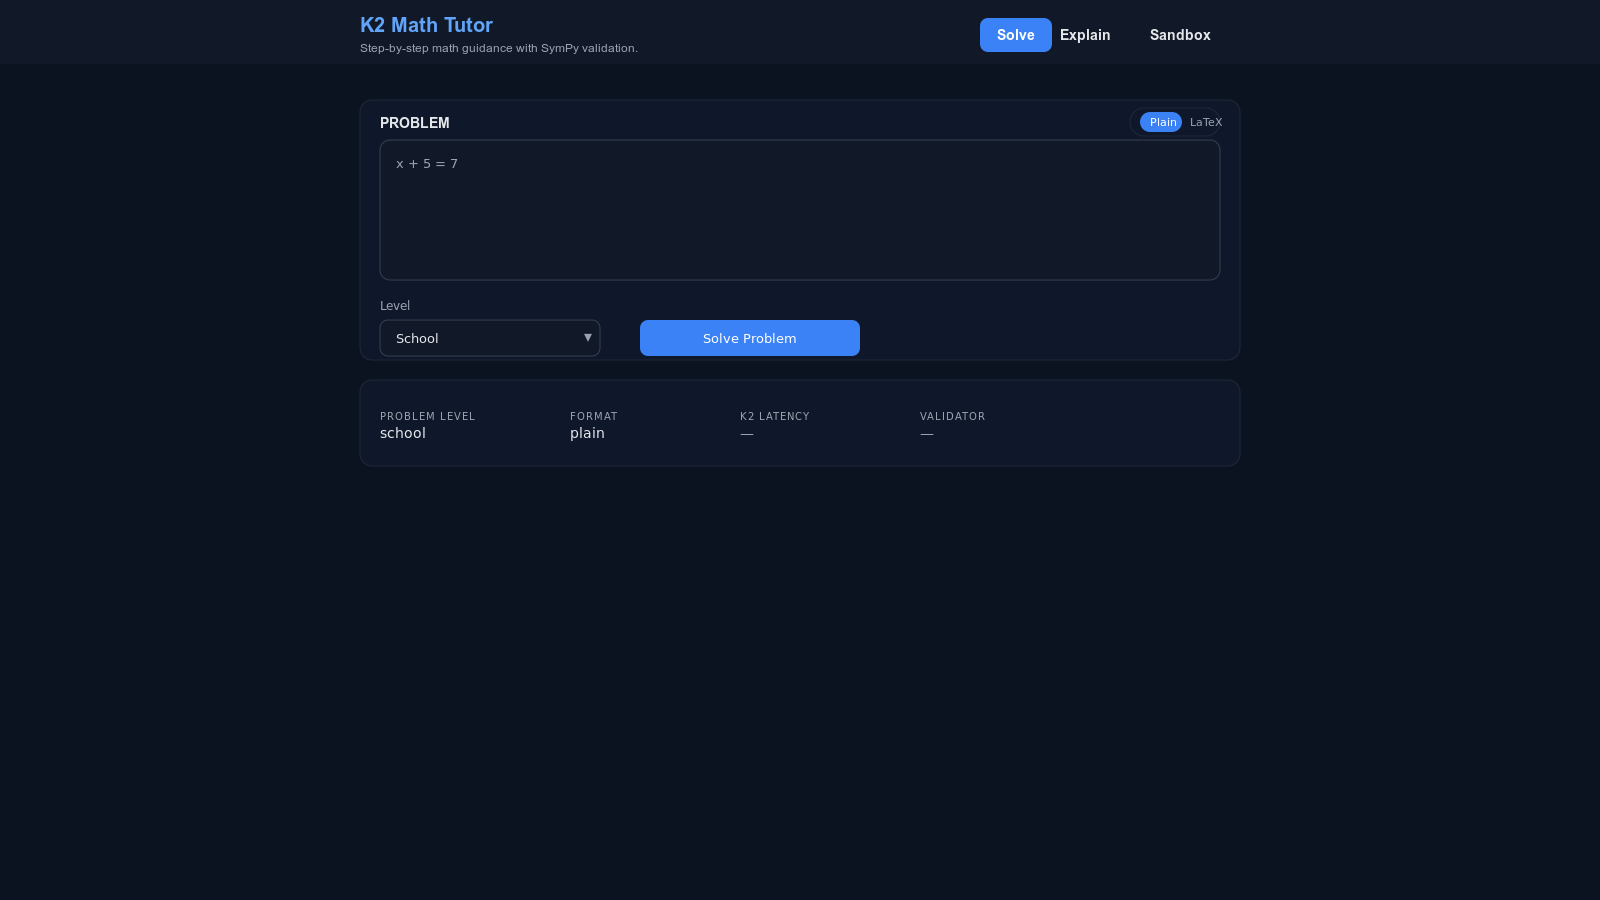 K2 Math Tutor
Step-by-step math guidance with SymPy validation.
Solve Explain Sandbox
PROBLEM
Plain LaTeX
x + 5 = 7
Level
School ▼
Solve Problem
PROBLEM LEVEL FORMAT K2 LATENCY VALIDATOR
school plain — —